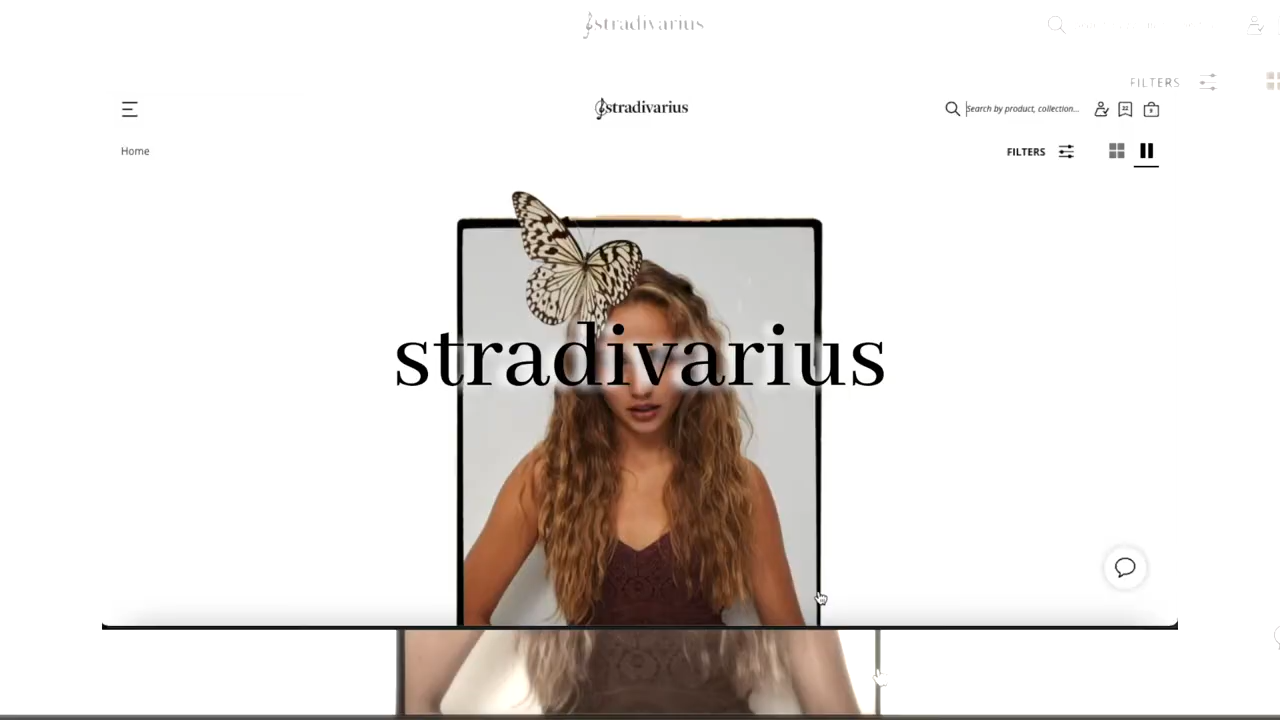 stradivarius
FILTERS
stradivarius
Search by product, collection...
Home
FILTERS
stradivarius